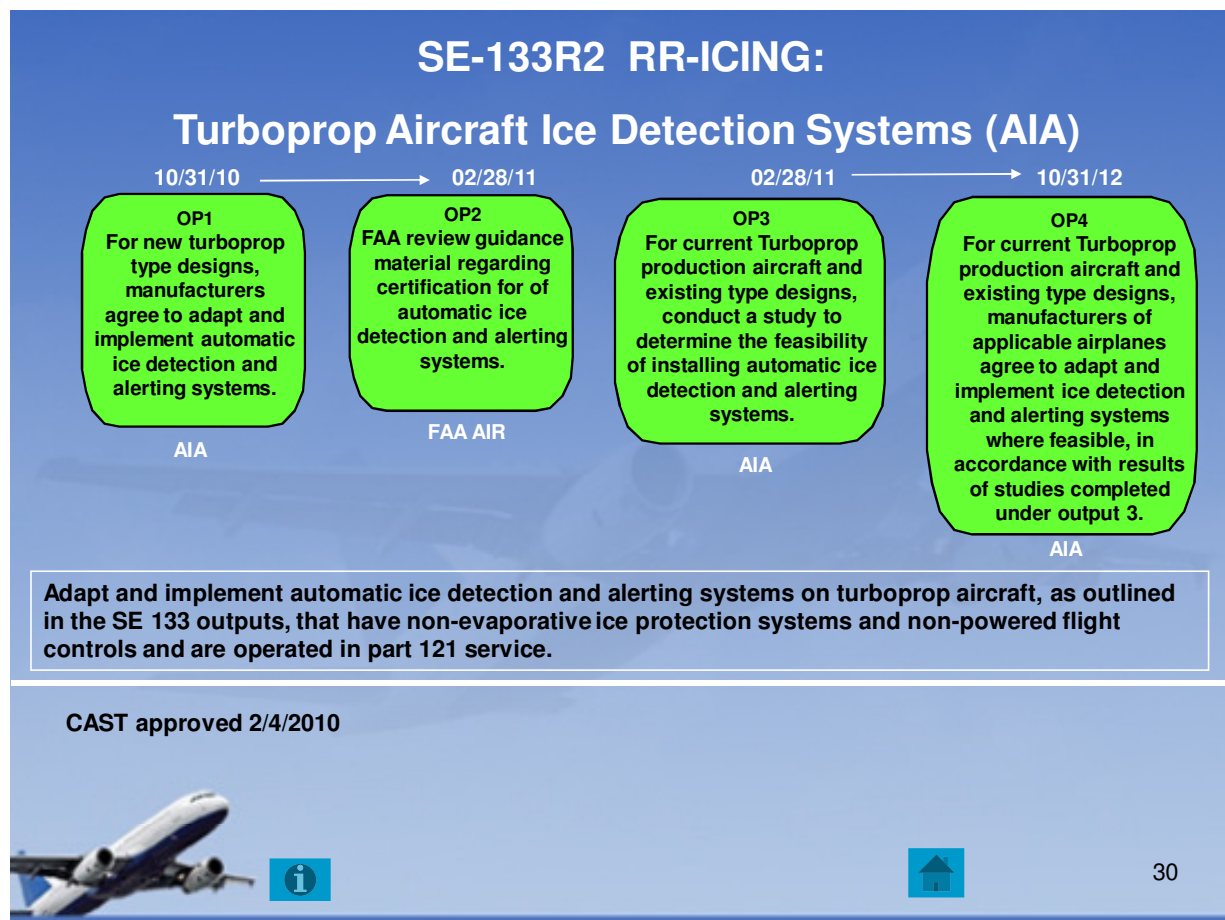 SE-133R2 RR-ICING:
Turboprop Aircraft Ice Detection Systems (AIA)
10/31/10
02/28/11
02/28/11
10/31/12
OP1
For new turboprop
type designs,
manufacturers
agree to adapt and
implement automatic
ice detection and
alerting systems.
AIA
OP2
FAA review guidance
material regarding
certification for of
automatic ice
detection and alerting
systems.
FAA AIR
OP3
For current Turboprop
production aircraft and
existing type designs,
conduct a study to
determine the feasibility
of installing automatic ice
detection and alerting
systems.
AIA
OP4
For current Turboprop
production aircraft and
existing type designs,
manufacturers of
applicable airplanes
agree to adapt and
implement ice detection
and alerting systems
where feasible, in
accordance with results
of studies completed
under output 3.
AIA
Adapt and implement automatic ice detection and alerting systems on turboprop aircraft, as outlined
in the SE 133 outputs, that have non-evaporative ice protection systems and non-powered flight
controls and are operated in part 121 service.
CAST approved 2/4/2010
30